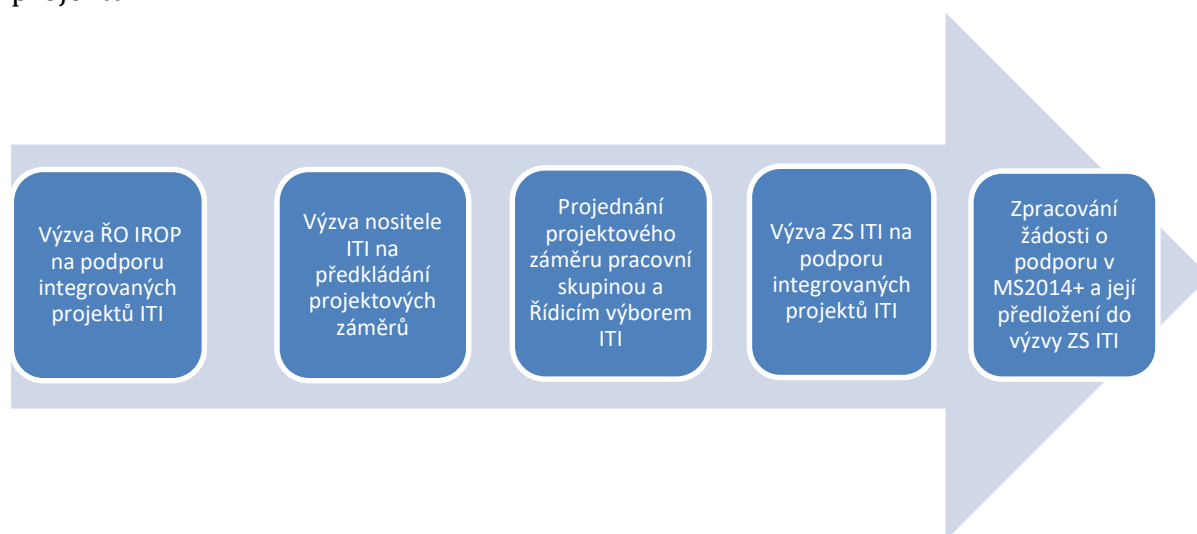 Výzva ŘO IROP
na podporu
integrovaných
projektů ITI
Výzva nositele
ITI na
předkládání
projektových
záměrů
Projednání
projektového
záměru pracovní
skupinou a
Řídicím výborem
ITI
Výzva ZS ITI na
podporu
integrovaných
projektů ITI
Zpracování
žádosti o
podporu v
MS2014+ a její
předložení do
výzvy ZS ITI